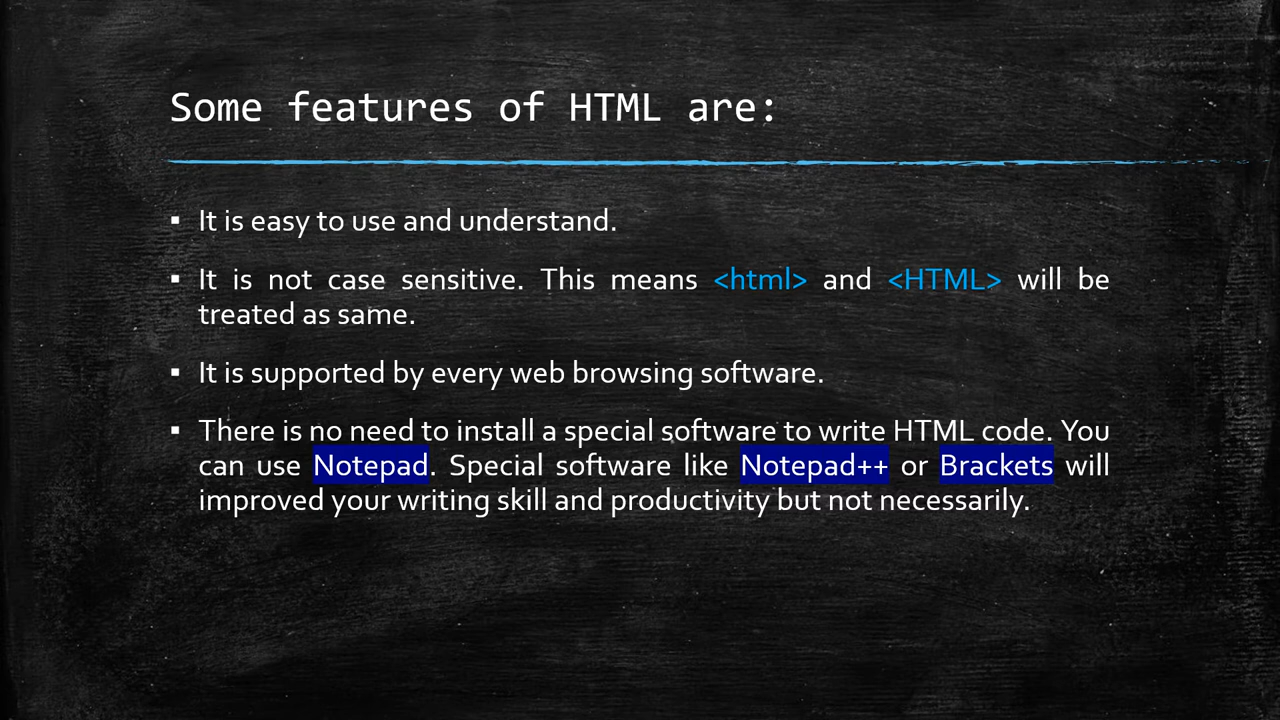 Some features of HTML are:
▪ It is easy to use and understand.
▪ It is not case sensitive. This means <html> and <HTML> will be
treated as same.
▪ It is supported by every web browsing software.
▪ There is no need to install a special software to write HTML code. You
can use Notepad. Special software like Notepad++ or Brackets will
improved your writing skill and productivity but not necessarily.